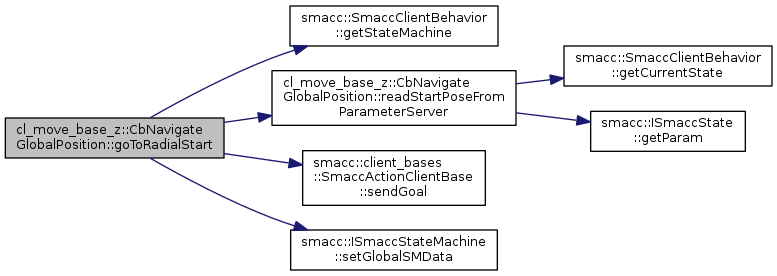 cl_move_base_z::CbNavigate
GlobalPosition::goToRadialStart
smacc::SmaccClientBehavior
::getStateMachine
cl_move_base_z::CbNavigate
GlobalPosition::readStartPoseFrom
ParameterServer
smacc::client_bases
::SmaccActionClientBase
::sendGoal
smacc::ISmaccStateMachine
::setGlobalSMData
smacc::SmaccClientBehavior
::getCurrentState
smacc::ISmaccState
::getParam